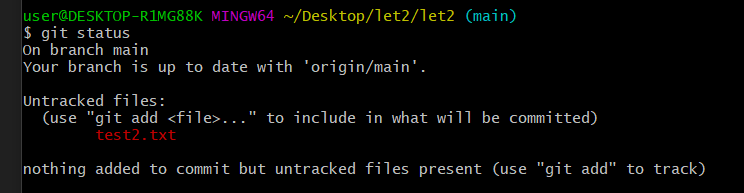 user@DESKTOP-R1MG88K MINGW64 ~/Desktop/let2/let2 (main)
$ git status
On branch main
Your branch is up to date with 'origin/main'.
Untracked files:
  (use "git add <file>..." to include in what will be committed)
        test2.txt
nothing added to commit but untracked files present (use "git add" to track)